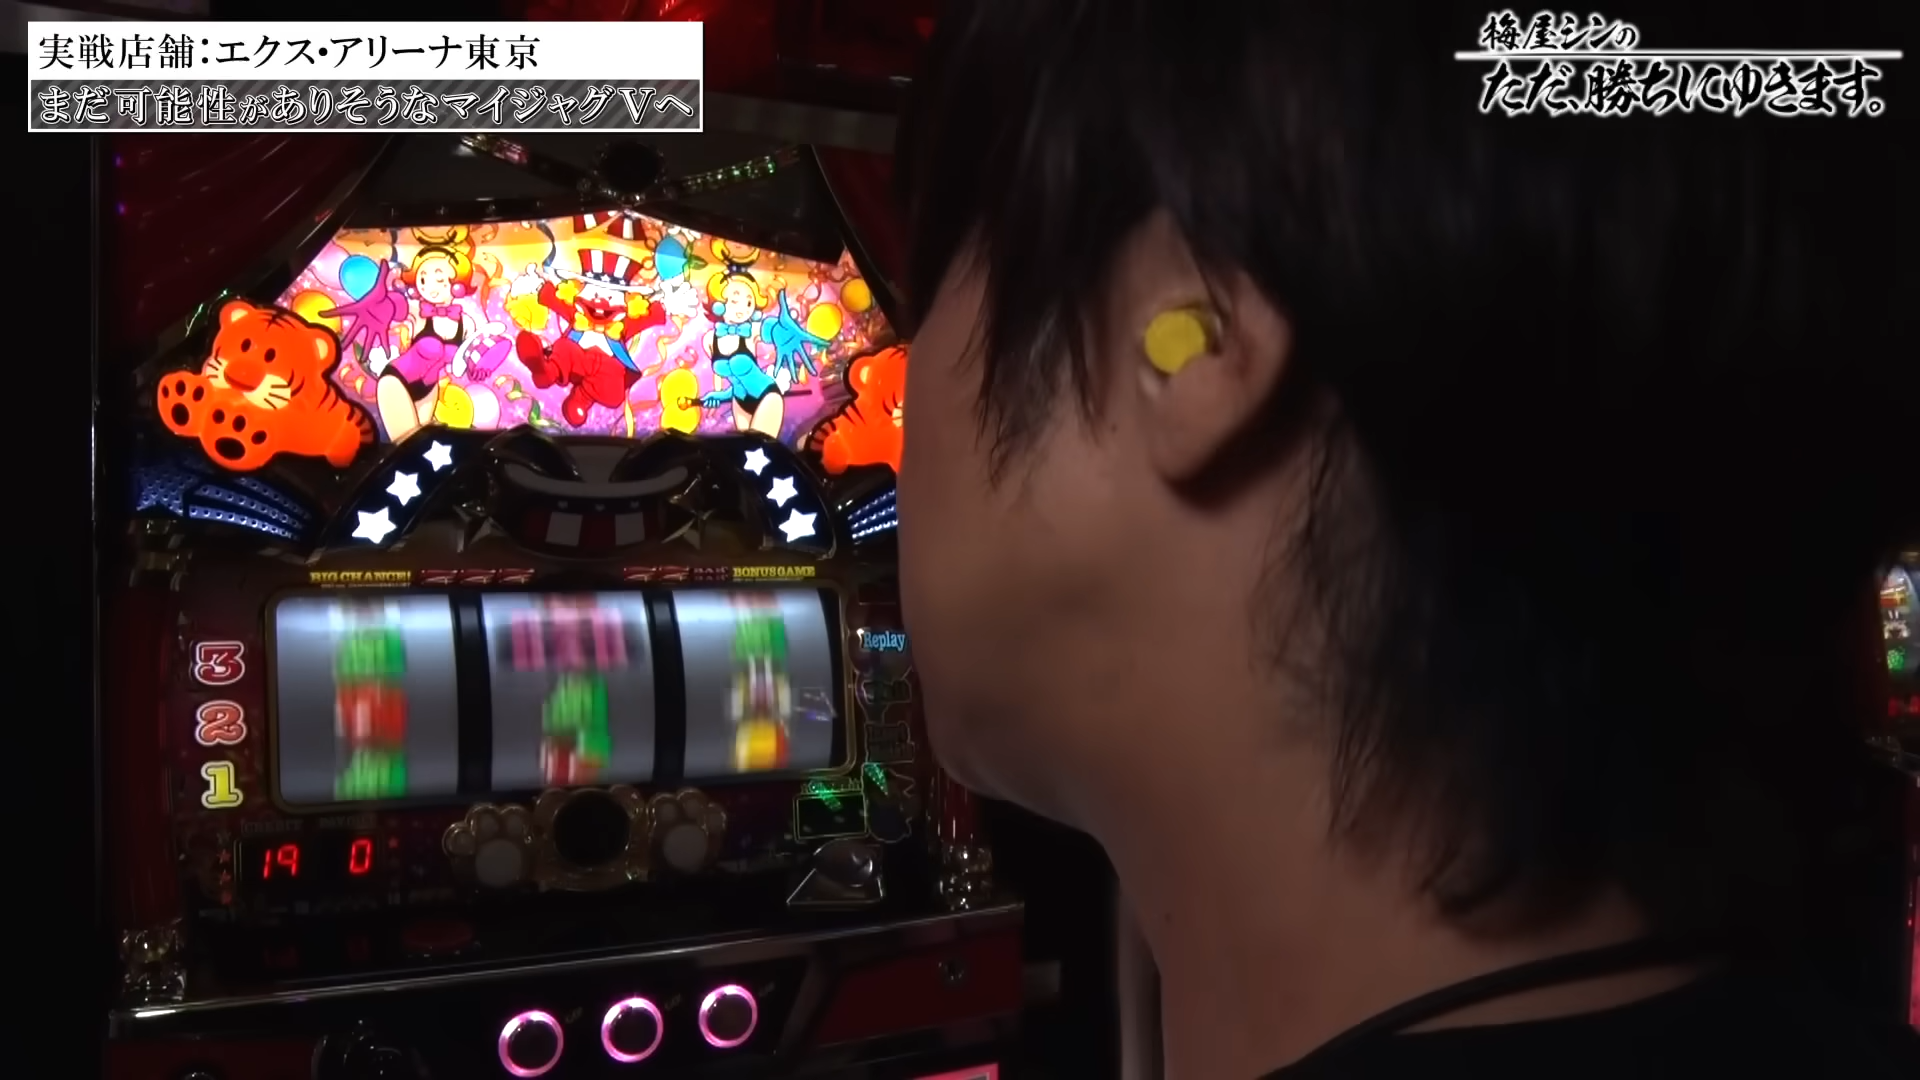 実戦店舗：エクス・アリーナ東京
まだ可能性がありそうなマイジャグVへ
梅屋シンの
ただ、勝ちにゆきます。
BIG CHANCE!
BONUS GAME
3
2
1
Replay
CREDIT
19
0